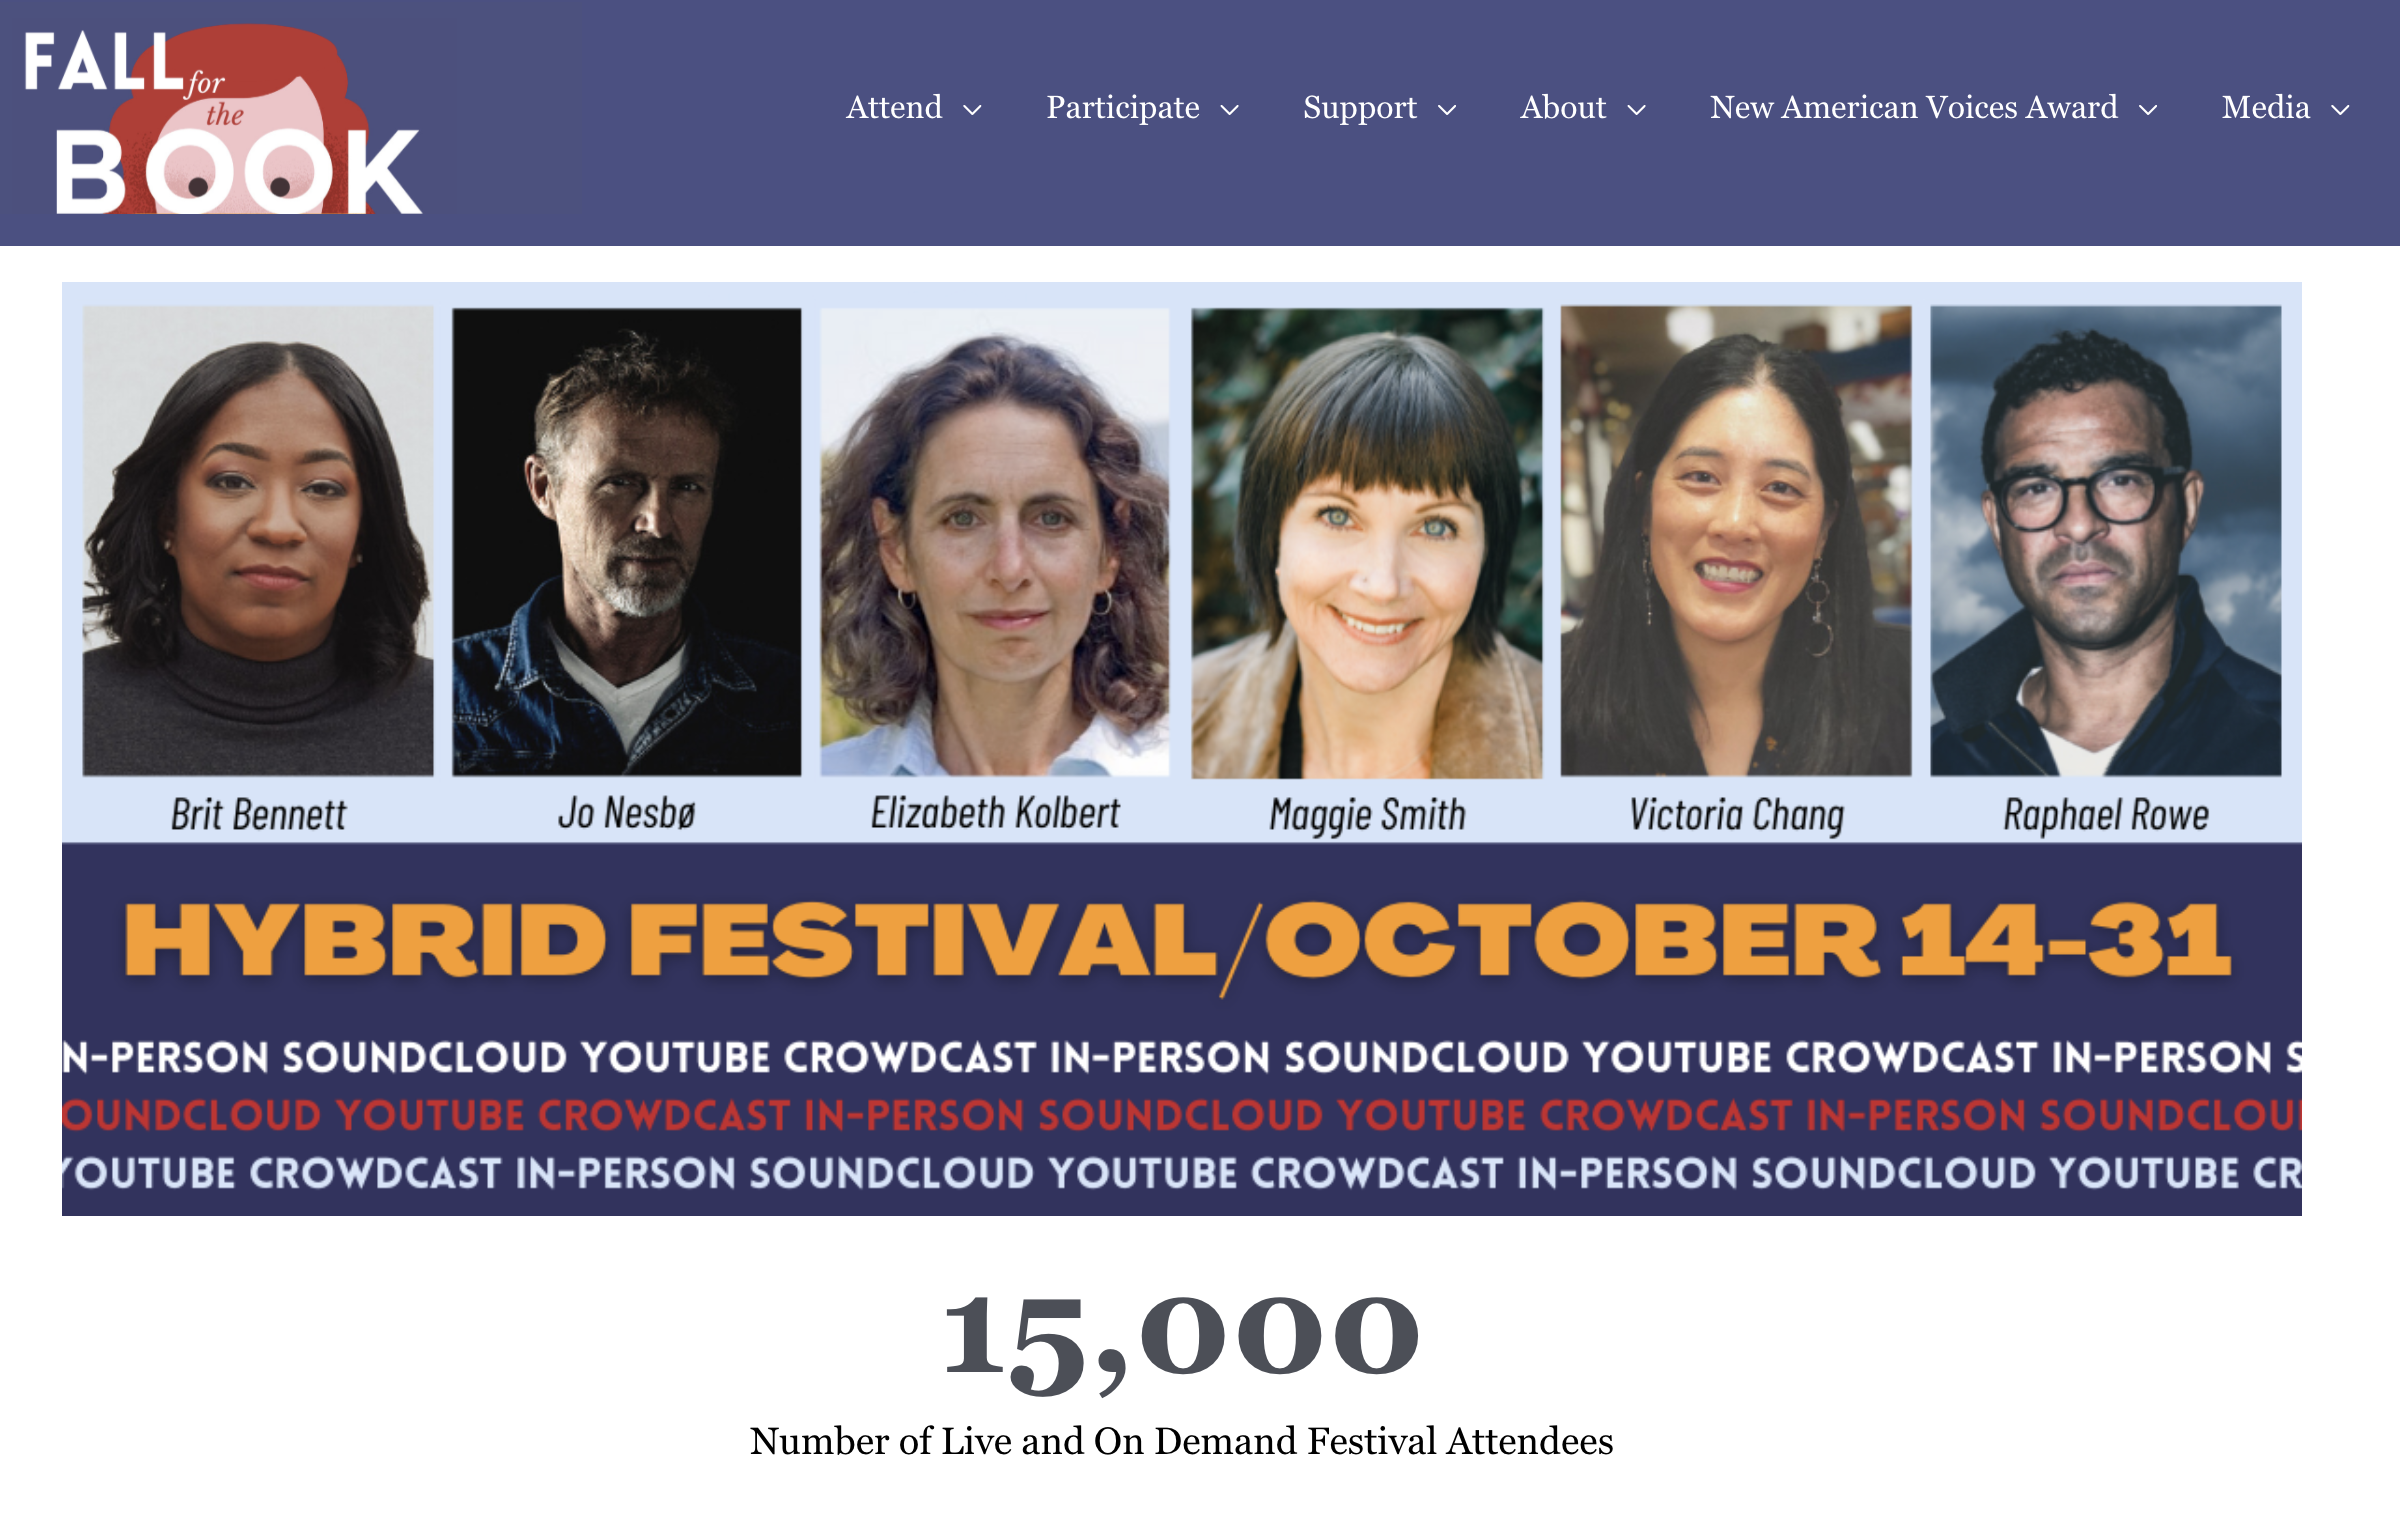 FALL for
the
BOOK
Attend Participate Support About New American Voices Award Media
Brit Bennett Jo Nesbø Elizabeth Kolbert Maggie Smith Victoria Chang Raphael Rowe
HYBRID FESTIVAL/OCTOBER 14-31
N-PERSON SOUNDCLOUD YOUTUBE CROWDCAST IN-PERSON SOUNDCLOUD YOUTUBE CROWDCAST IN-PERSON S
OUNDCLOUD YOUTUBE CROWDCAST IN-PERSON SOUNDCLOUD YOUTUBE CROWDCAST IN-PERSON SOUNDCLOU
YOUTUBE CROWDCAST IN-PERSON SOUNDCLOUD YOUTUBE CROWDCAST IN-PERSON SOUNDCLOUD YOUTUBE CR
15,000
Number of Live and On Demand Festival Attendees